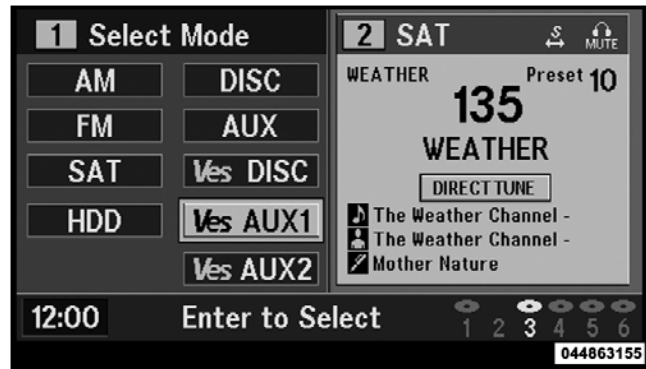 1 Select Mode
AM
FM
SAT
HDD
DISC
AUX
Ves DISC
Ves AUX1
Ves AUX2
2 SAT
S
MUTE
WEATHER
Preset 10
135
WEATHER
DIRECT TUNE
The Weather Channel -
The Weather Channel -
Mother Nature
12:00 Enter to Select
1 2 3 4 5 6
044863155